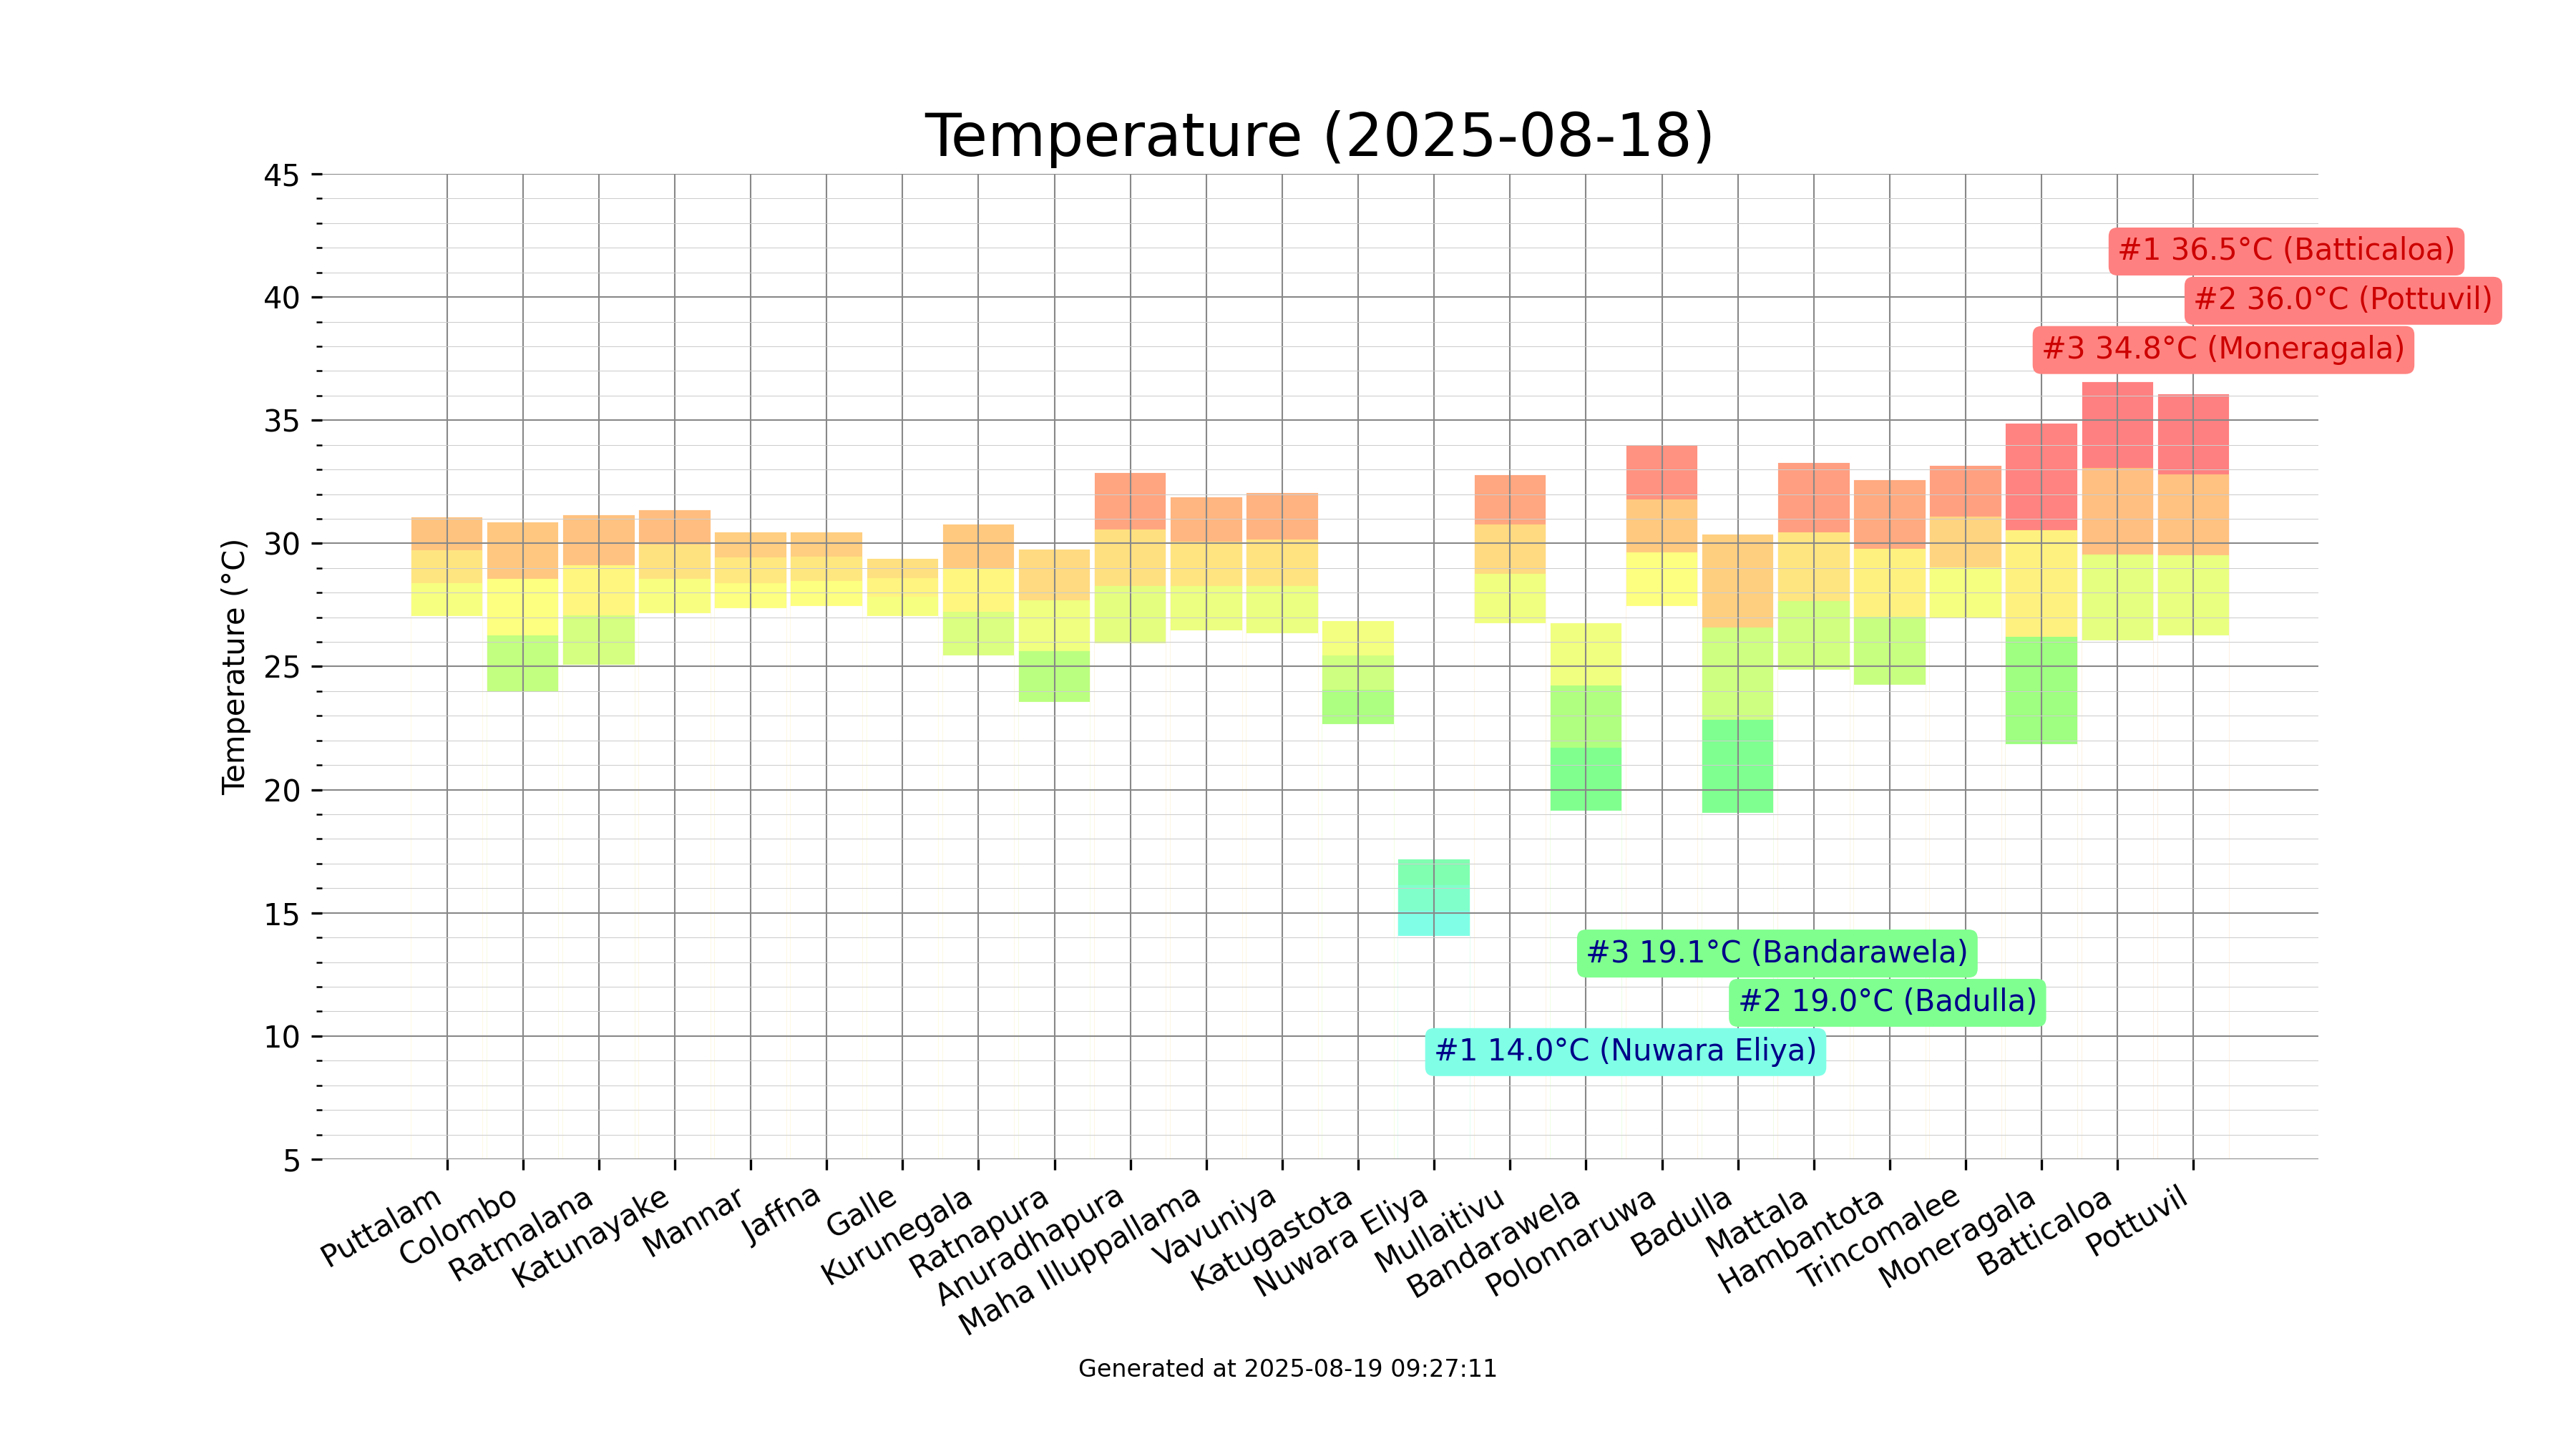 Temperature (2025-08-18)
45
40
35
30
25
20
15
10
5
Temperature (°C)
#1 36.5°C (Batticaloa)
#2 36.0°C (Pottuvil)
#3 34.8°C (Moneragala)
#3 19.1°C (Bandarawela)
#2 19.0°C (Badulla)
#1 14.0°C (Nuwara Eliya)
Puttalam
Colombo
Ratmalana
Katunayake
Mannar
Jaffna
Galle
Kurunegala
Ratnapura
Anuradhapura
Maha Illuppallama
Vavuniya
Katugastota
Nuwara Eliya
Mullaitivu
Bandarawela
Polonnaruwa
Badulla
Mattala
Hambantota
Trincomalee
Moneragala
Batticaloa
Pottuvil
Generated at 2025-08-19 09:27:11